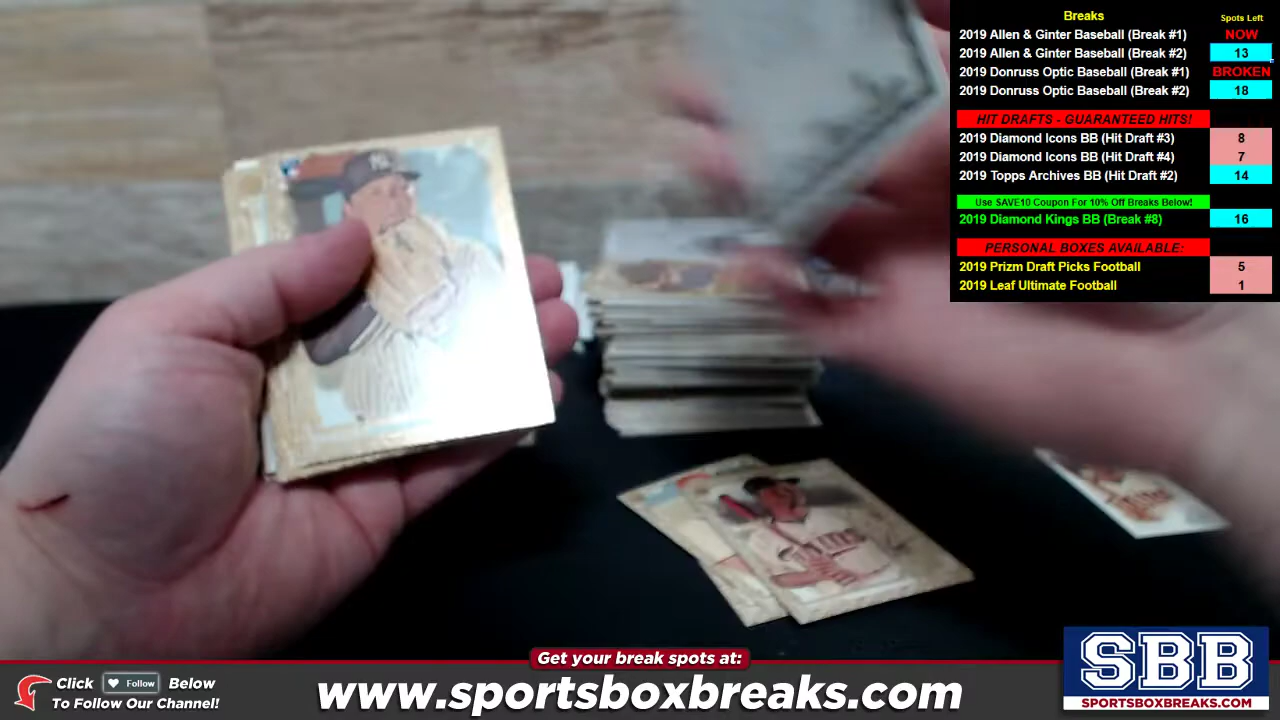 Breaks Spots Left
2019 Allen & Ginter Baseball (Break #1) NOW
2019 Allen & Ginter Baseball (Break #2) 13
2019 Donruss Optic Baseball (Break #1) BROKEN
2019 Donruss Optic Baseball (Break #2) 18
HIT DRAFTS - GUARANTEED HITS!
2019 Diamond Icons BB (Hit Draft #3) 8
2019 Diamond Icons BB (Hit Draft #4) 7
2019 Topps Archives BB (Hit Draft #2) 14
Use SAVE10 Coupon For 10% Off Breaks Below!
2019 Diamond Kings BB (Break #8) 16
PERSONAL BOXES AVAILABLE:
2019 Prizm Draft Picks Football 5
2019 Leaf Ultimate Football 1
Get your break spots at:
Click Follow Below
To Follow Our Channel!
www.sportsboxbreaks.com
SBB
SPORTSBOXBREAKS.COM